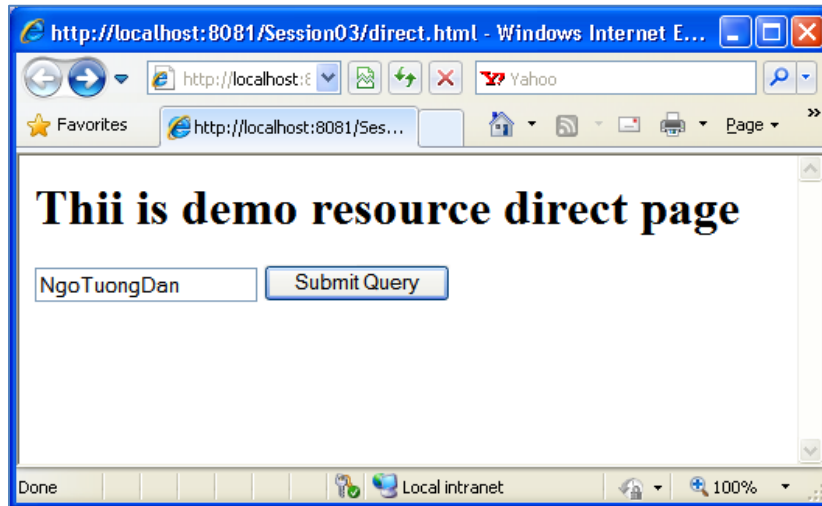 http://localhost:8081/Session03/direct.html - Windows Internet E...
http://localhost:8
Yahoo
Favorites
http://localhost:8081/Ses...
Page
Thii is demo resource direct page
NgoTuongDan
Submit Query
Done
Local intranet
100%